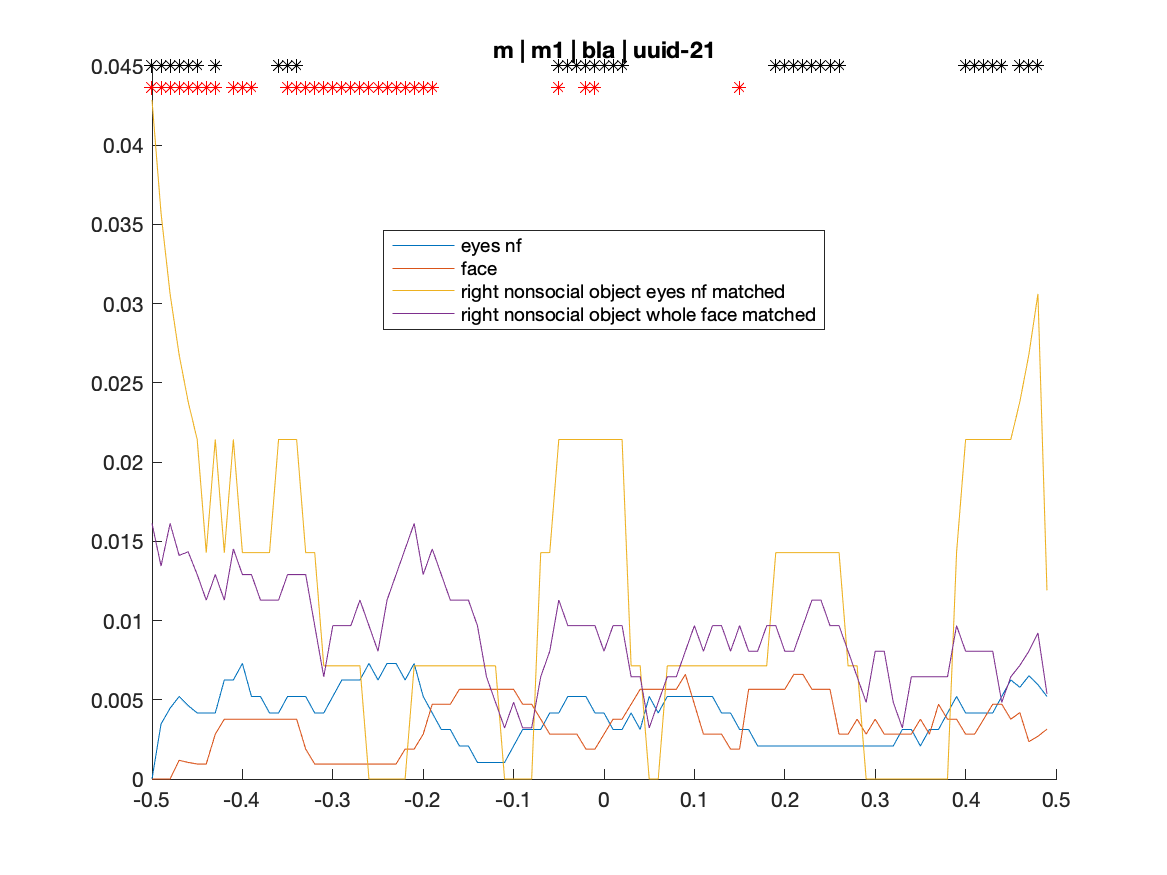 m | m1 | bla | uuid-21
0.045
0.04
0.035
0.03
0.025
0.02
0.015
0.01
0.005
0
eyes nf
face
right nonsocial object eyes nf matched
right nonsocial object whole face matched
-0.5 -0.4 -0.3 -0.2 -0.1 0 0.1 0.2 0.3 0.4 0.5